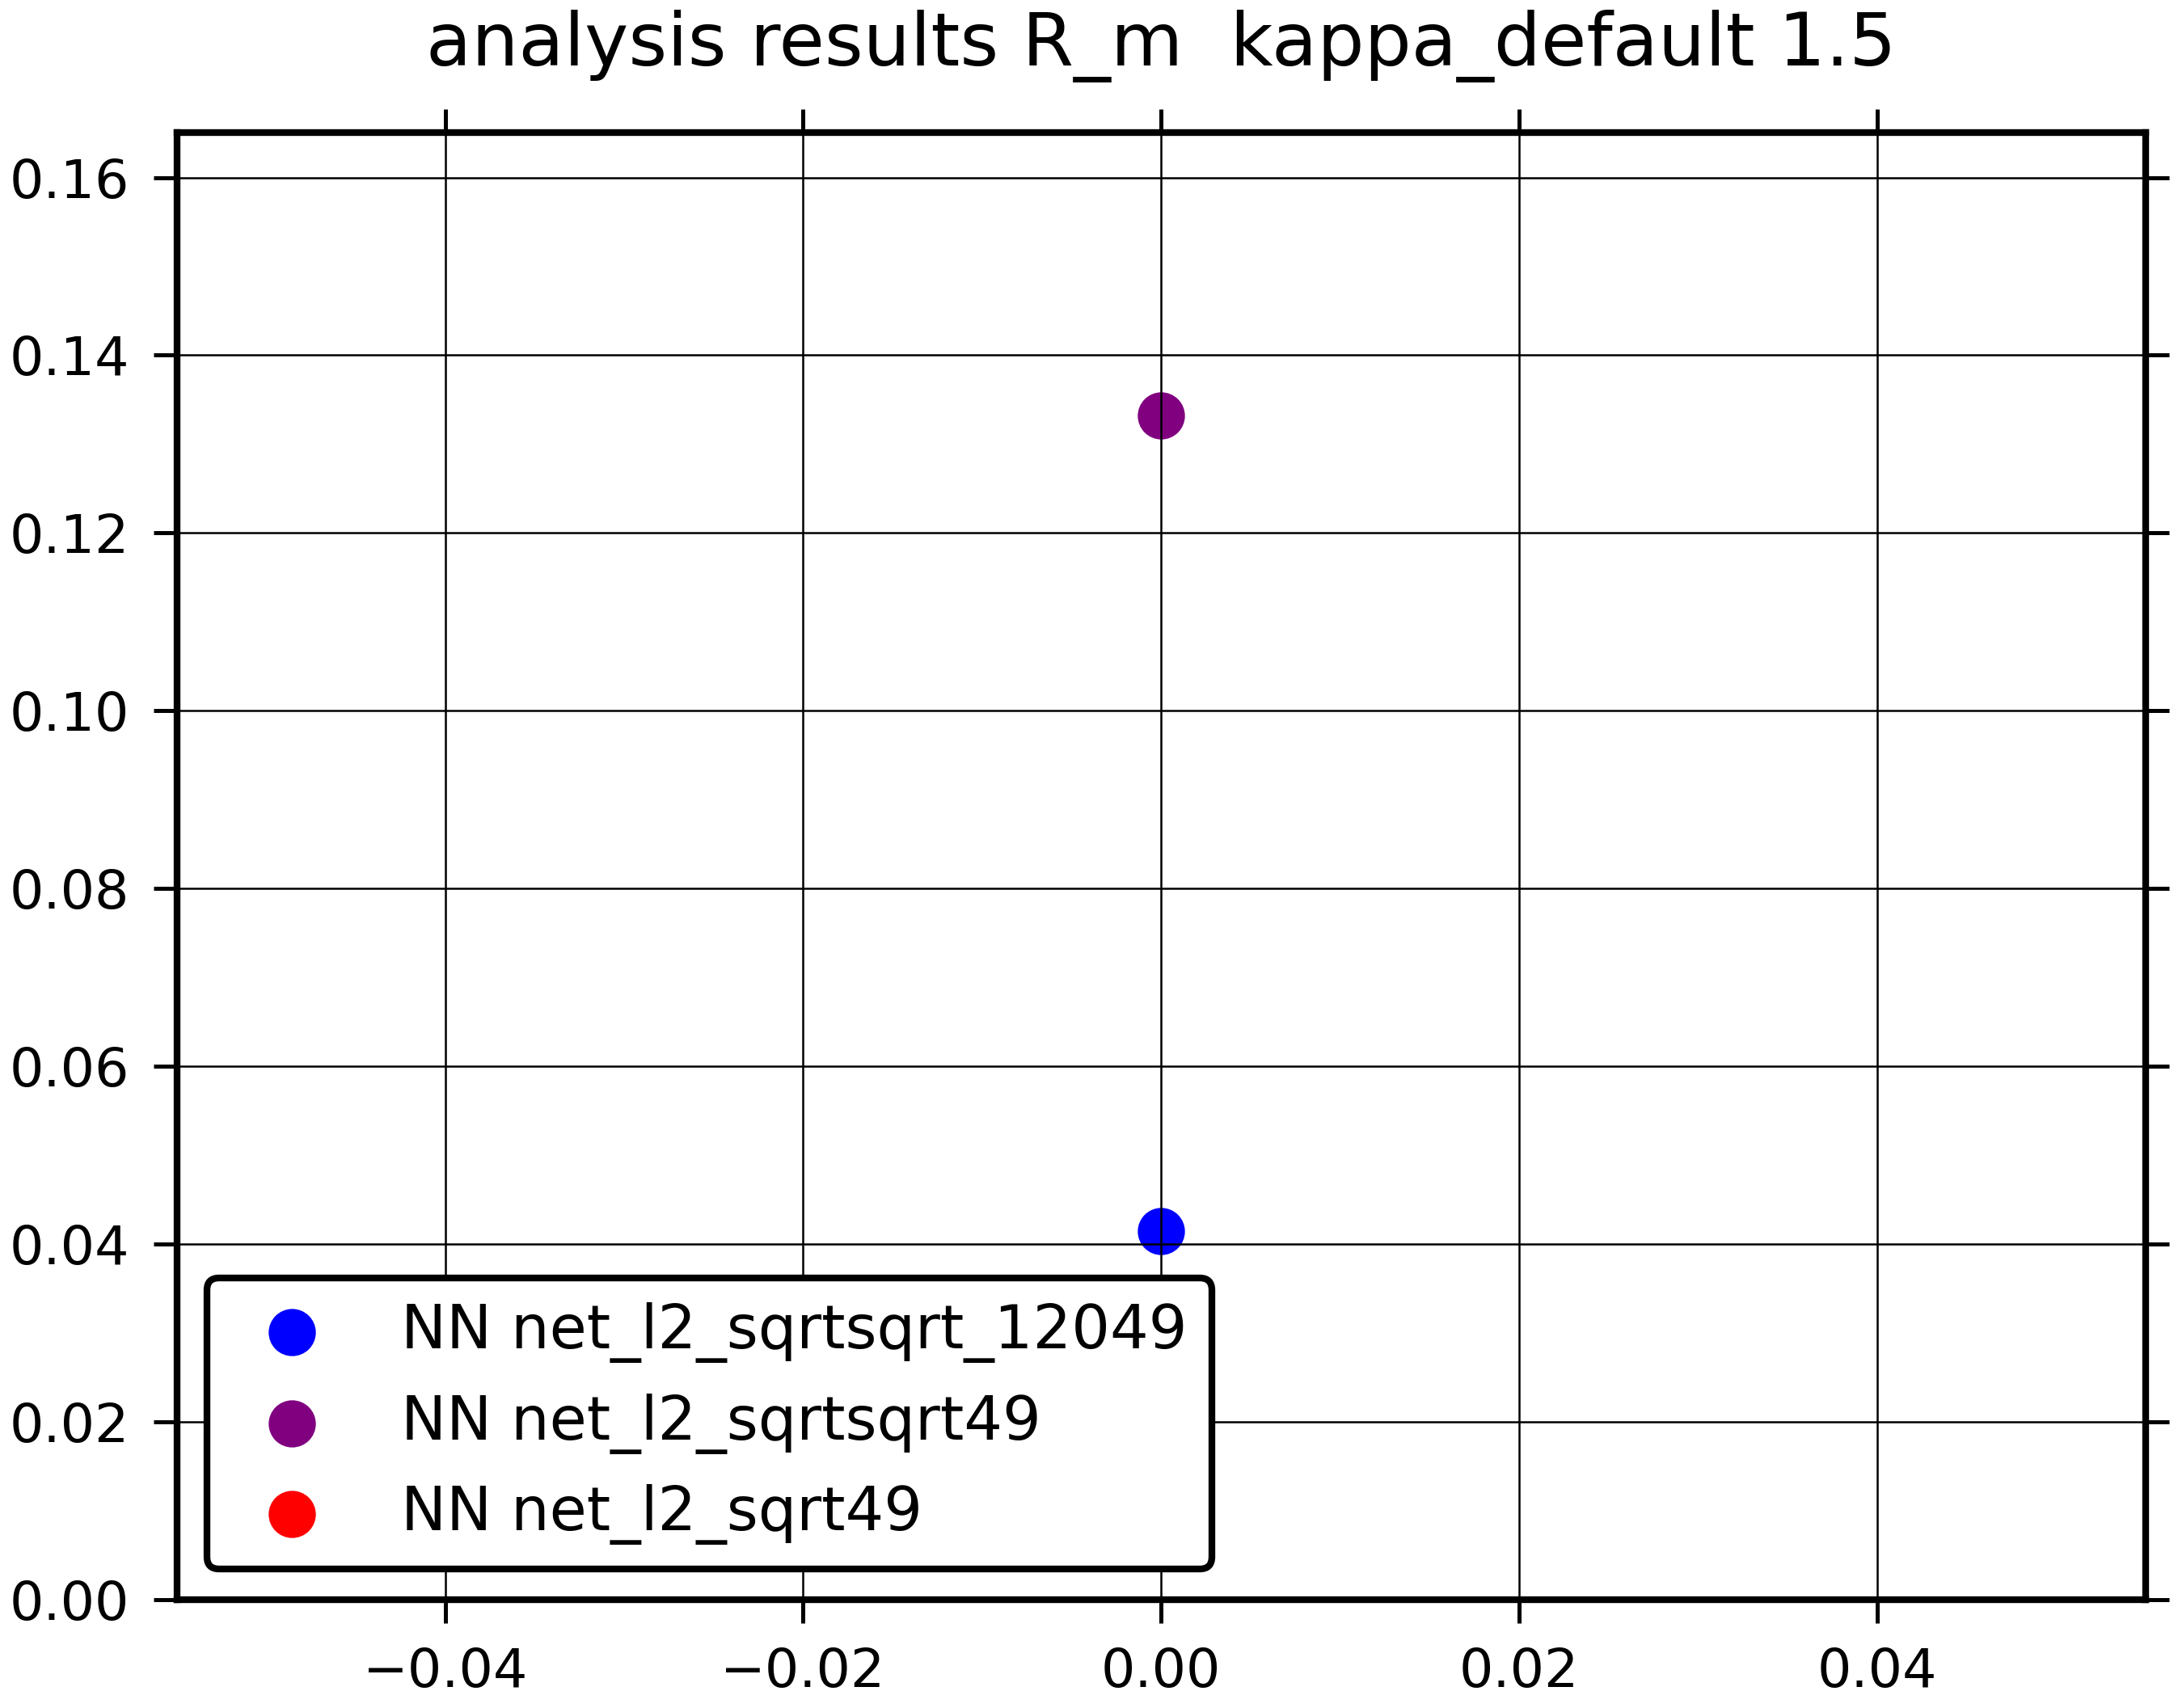 analysis results R_m  kappa_default 1.5
0.16
0.14
0.12
0.10
0.08
0.06
0.04
0.02
0.00
NN net_l2_sqrtsqrt_12049
NN net_l2_sqrtsqrt49
NN net_l2_sqrt49
−0.04 −0.02 0.00 0.02 0.04